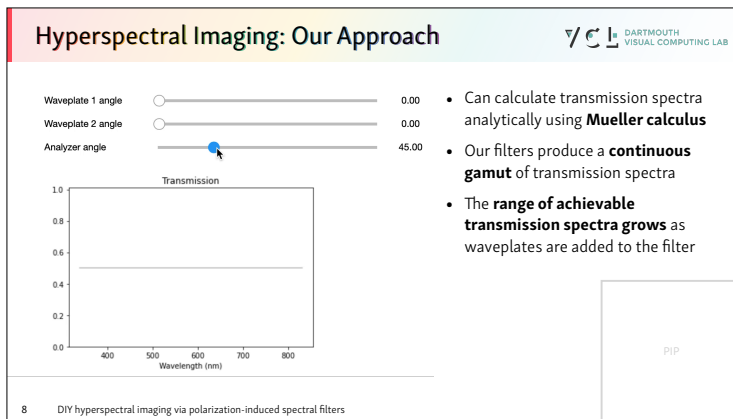 Hyperspectral Imaging: Our Approach
VCL DARTMOUTH
VISUAL COMPUTING LAB
Waveplate 1 angle 0.00
Waveplate 2 angle 0.00
Analyzer angle 45.00
Transmission
1.0
0.8
0.6
0.4
0.2
0.0
400 500 600 700 800
Wavelength (nm)
• Can calculate transmission spectra
analytically using Mueller calculus
• Our filters produce a continuous
gamut of transmission spectra
• The range of achievable
transmission spectra grows as
waveplates are added to the filter
PIP
8 DIY hyperspectral imaging via polarization-induced spectral filters